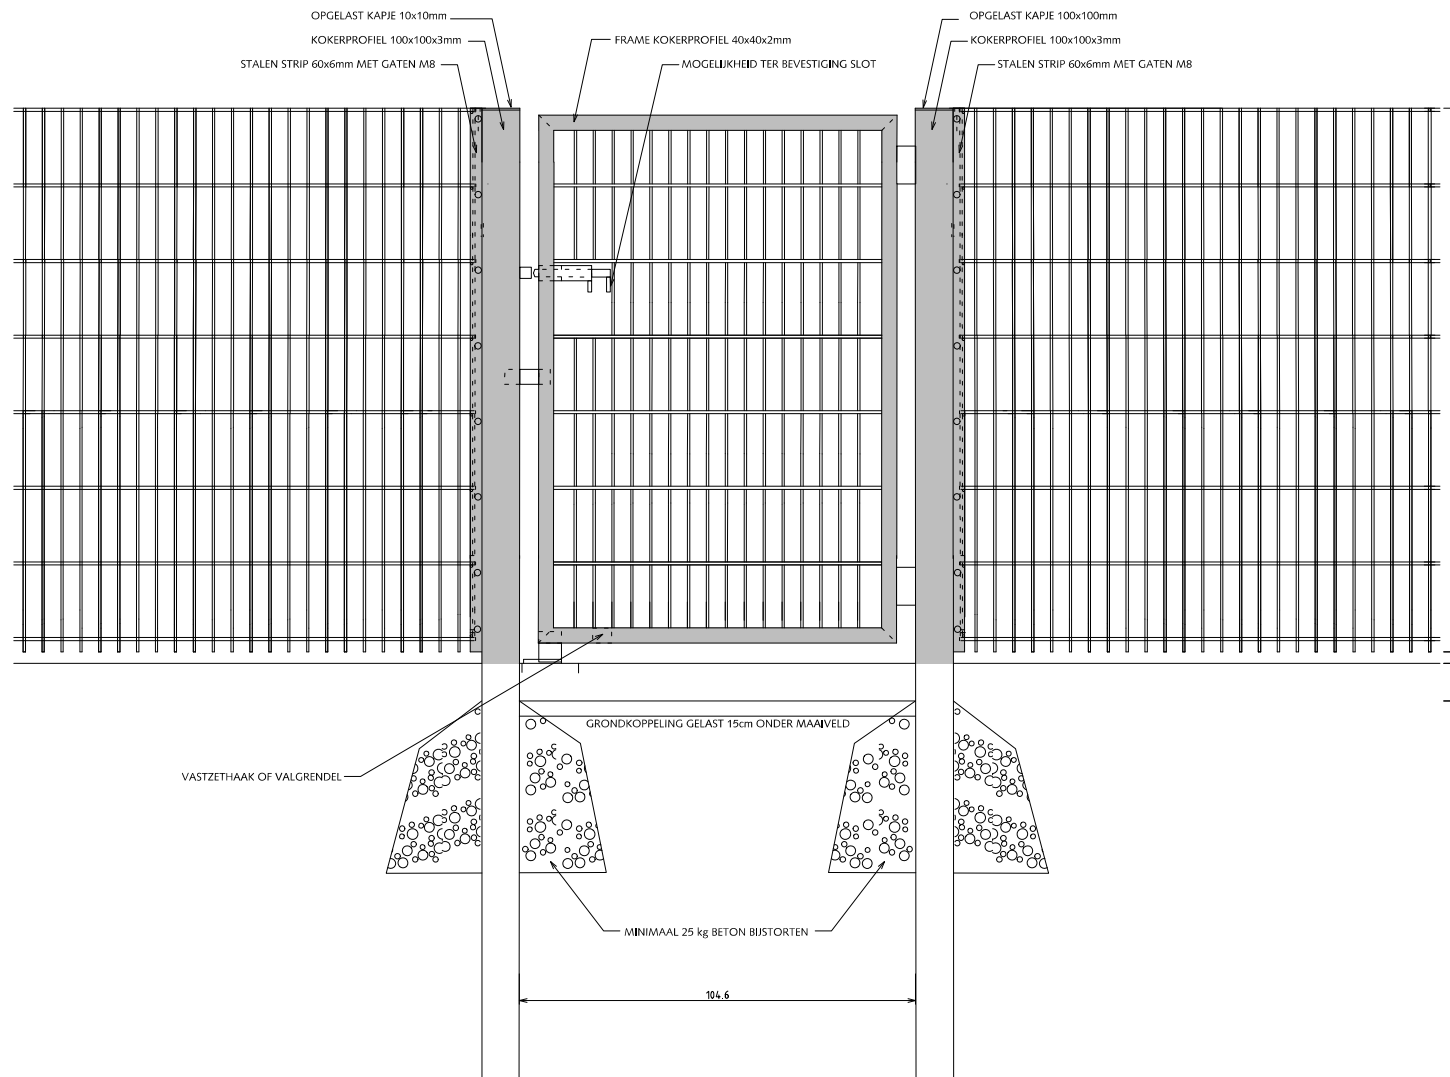 OPGELAST KAPJE 10x10mm
OPGELAST KAPJE 100x100mm
KOKERPROFIEL 100x100x3mm
FRAME KOKERPROFIEL 40x40x2mm
KOKERPROFIEL 100x100x3mm
STALEN STRIP 60x6mm MET GATEN M8
MOGELIJKHEID TER BEVESTIGING SLOT
STALEN STRIP 60x6mm MET GATEN M8
GRONDKOPPELING GELAST 15cm ONDER MAAIVELD
VASTZETHAAK OF VALGRENDEL
MINIMAAL 25 kg BETON BIJSTORTEN
104.6